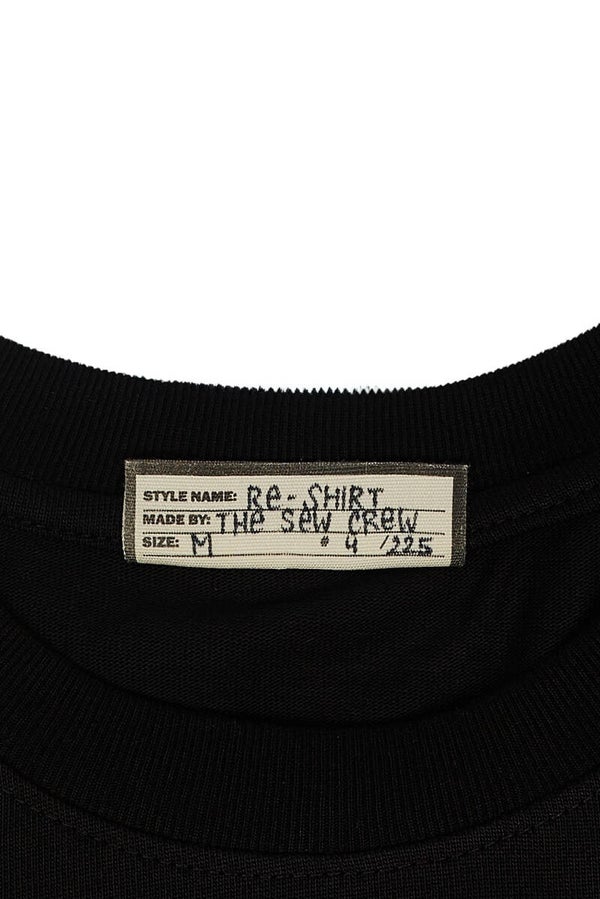 STYLE NAME: Re-SHIRT
MADE BY: THe Sew Crew
SIZE: M # 4 /225